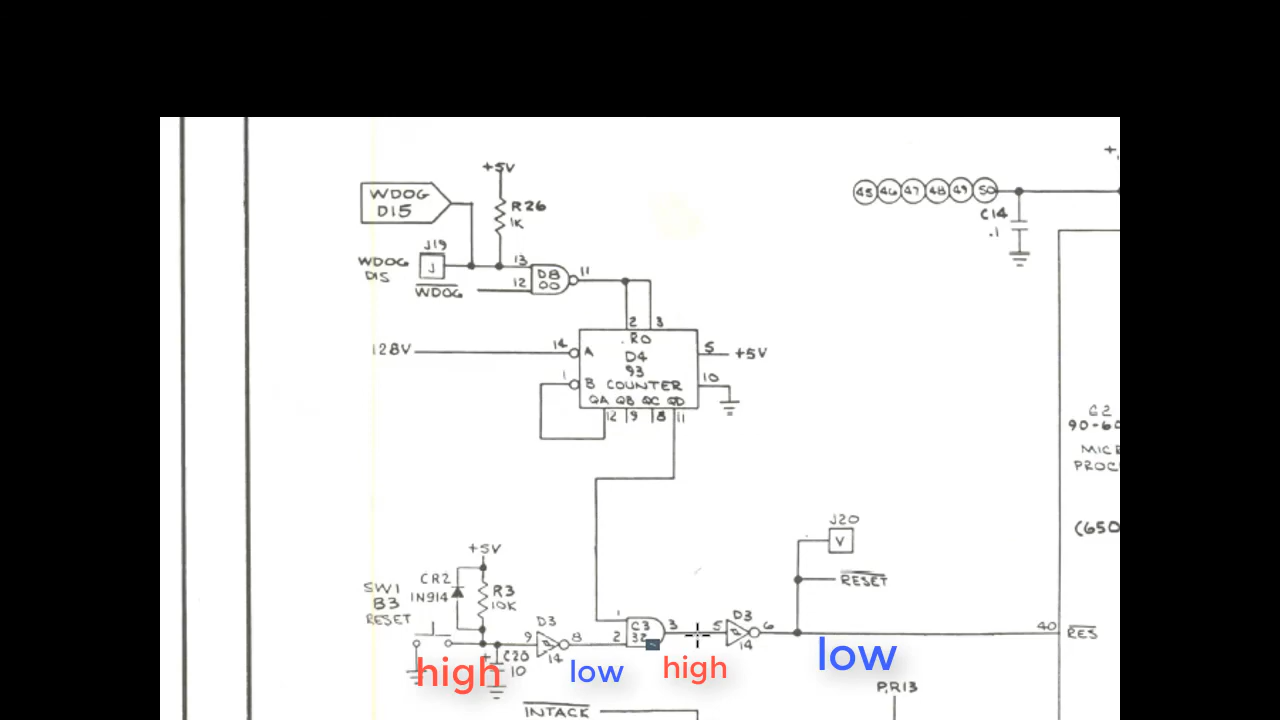 +5V
WDOG
DIS
R26
1K
45 46 47 48 49 50
C14
.1
J19
J
WDOG
DIS
13
12
D8
00
11
WDOG
2 3
RO
128V
14
A
D4
93
5
+5V
1
B COUNTER
10
QA QB QC QD
12 9 8 11
MIC
PROC
(650
J20
V
RESET
+5V
CR2
1N914
R3
10K
SW1
B3
RESET
D3
9
8
14
1
2
C3
32
3
D3
5
6
14
40
RES
C20
10
+
high
low
high
low
P.R13
INTACK